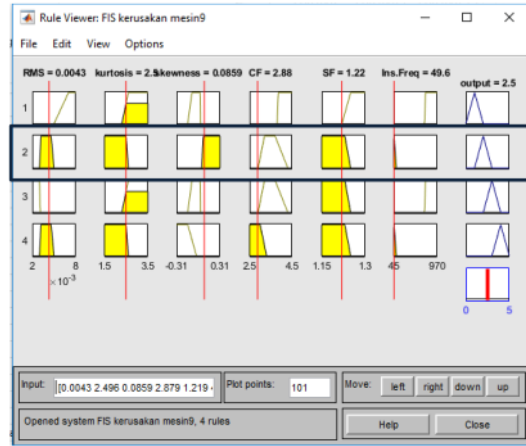 Rule Viewer: FIS kerusakan mesin9
File Edit View Options
RMS = 0.0043 kurtosis = 2.5 skewness = 0.0859 CF = 2.88 SF = 1.22 Ins.Freq = 49.6 output = 2.5
1
2
3
4
2 8 1.5 3.5 -0.31 0.31 2.5 4.5 1.15 1.3 45 970
×10-3
0 5
Input: [0.0043 2.496 0.0859 2.879 1.219 Plot points: 101 Move: left right down up
Opened system FIS kerusakan mesin9, 4 rules Help Close